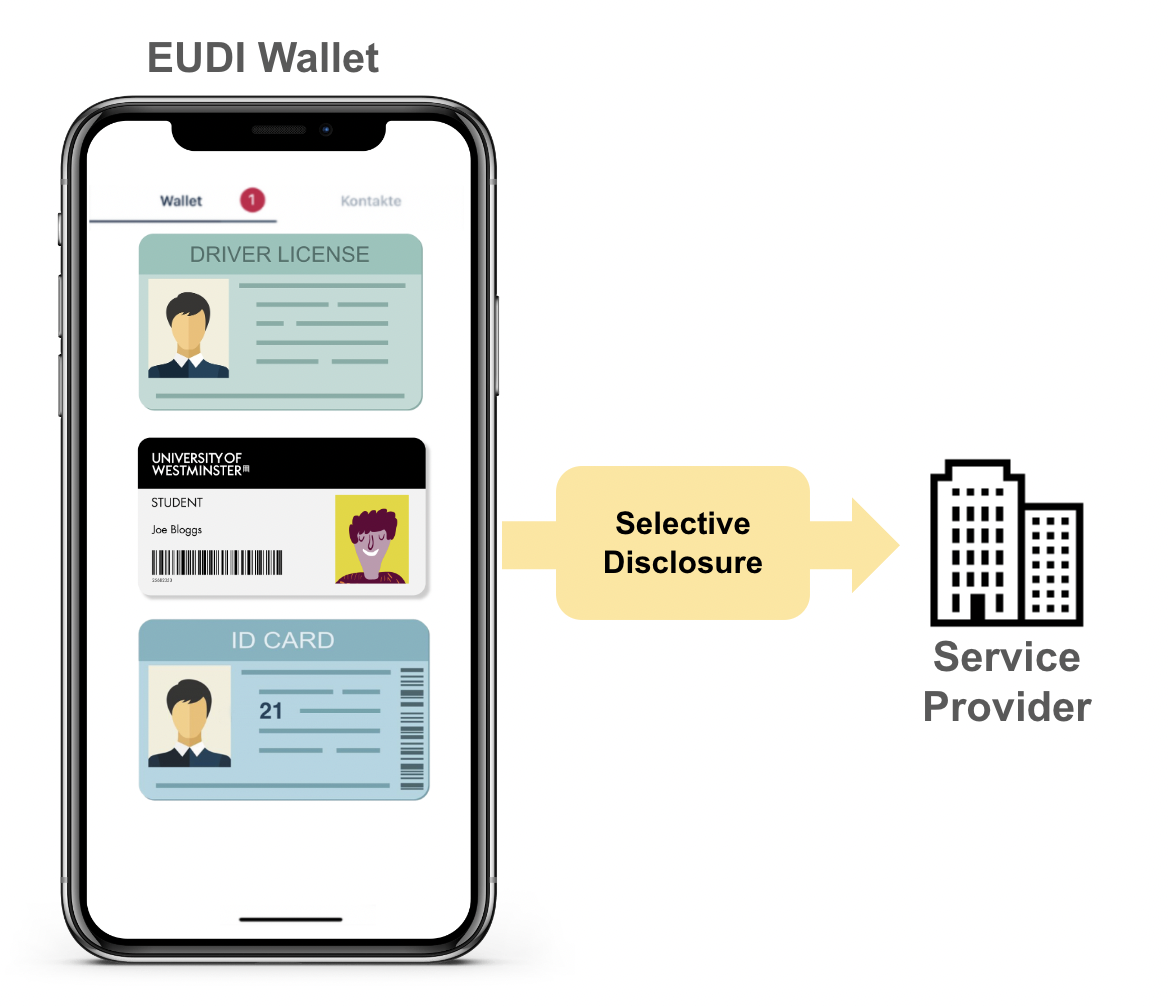 EUDI Wallet
Wallet
1
Kontakte
DRIVER LICENSE
UNIVERSITY OF
WESTMINSTER
STUDENT
Joe Bloggs
ID CARD
21
Selective
Disclosure
Service
Provider